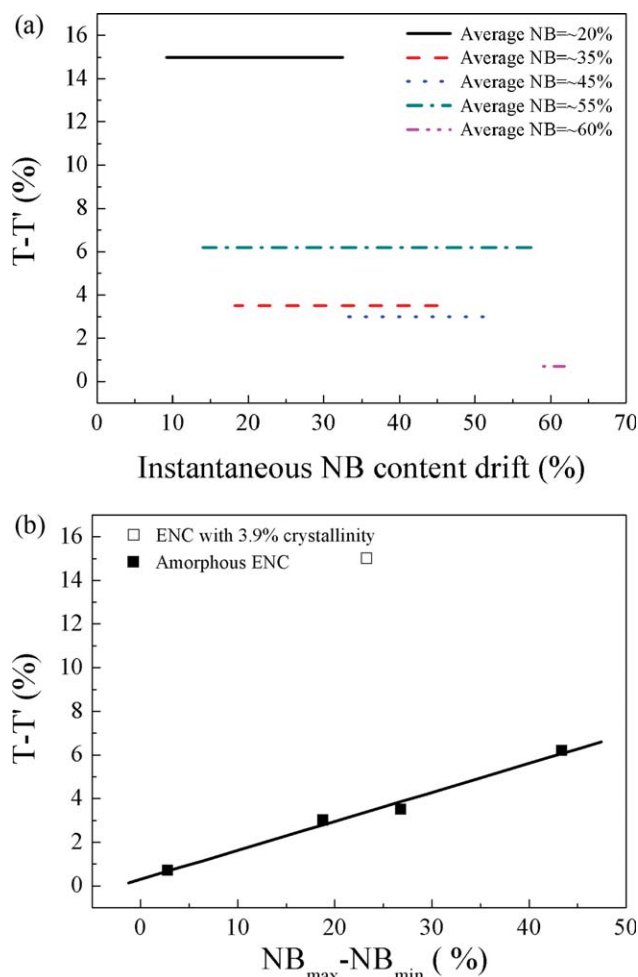 (a)
16
14
12
10
8
6
4
2
0
T-T' (%)
Average NB=~20%
Average NB=~35%
Average NB=~45%
Average NB=~55%
Average NB=~60%
0 10 20 30 40 50 60 70
Instantaneous NB content drift (%)
(b)
16
14
12
10
8
6
4
2
0
T-T' (%)
ENC with 3.9% crystallinity
Amorphous ENC
0 10 20 30 40 50
NBmax-NBmin (%)